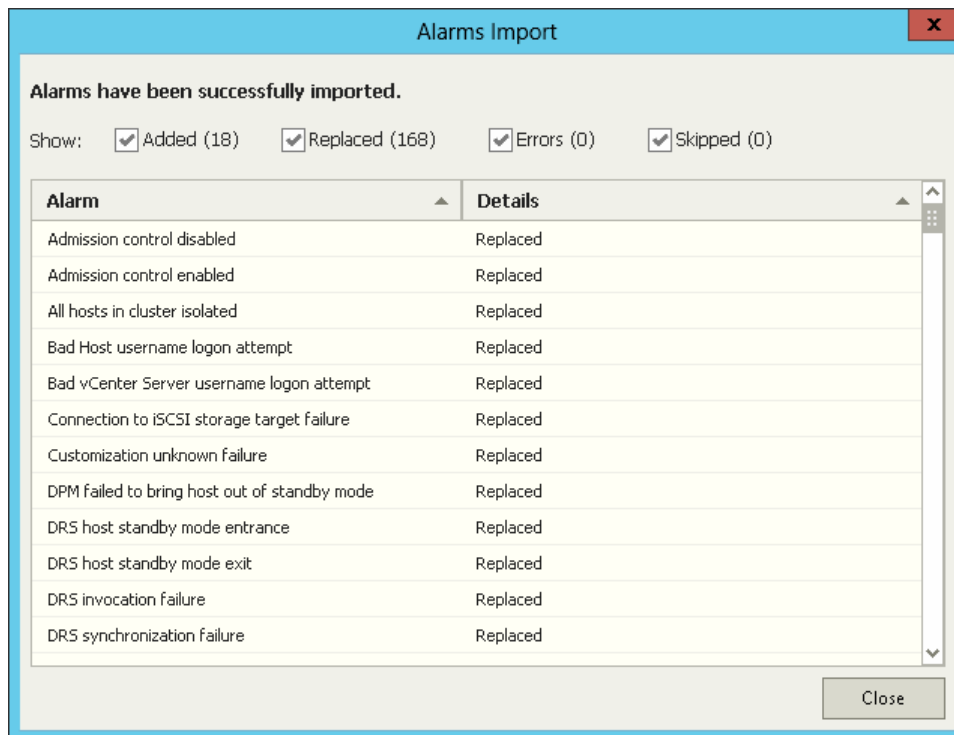 Alarms Import
x
Alarms have been successfully imported.
Show: Added (18) Replaced (168) Errors (0) Skipped (0)
Alarm Details
Admission control disabled Replaced
Admission control enabled Replaced
All hosts in cluster isolated Replaced
Bad Host username logon attempt Replaced
Bad vCenter Server username logon attempt Replaced
Connection to iSCSI storage target failure Replaced
Customization unknown failure Replaced
DPM failed to bring host out of standby mode Replaced
DRS host standby mode entrance Replaced
DRS host standby mode exit Replaced
DRS invocation failure Replaced
DRS synchronization failure Replaced
Close